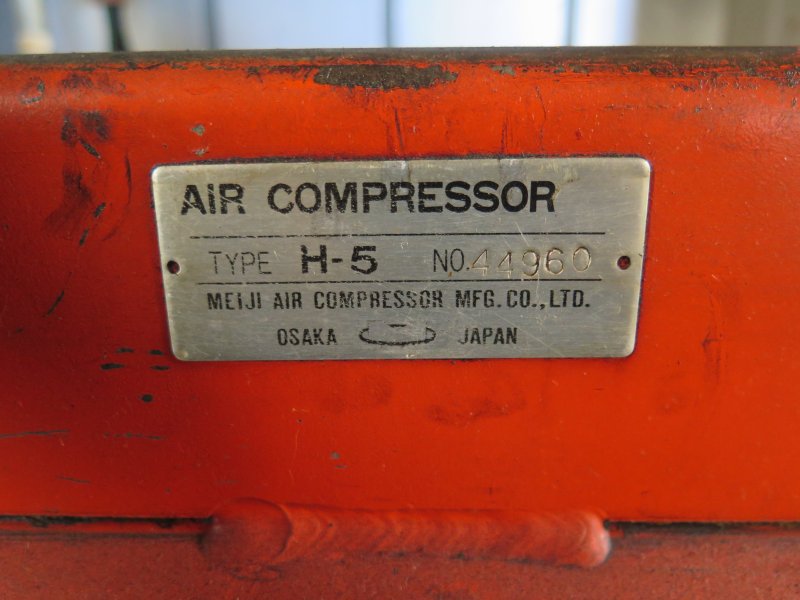 AIR COMPRESSOR
TYPE H-5 NO.44960
MEIJI AIR COMPRESSOR MFG.CO.,LTD.
OSAKA JAPAN